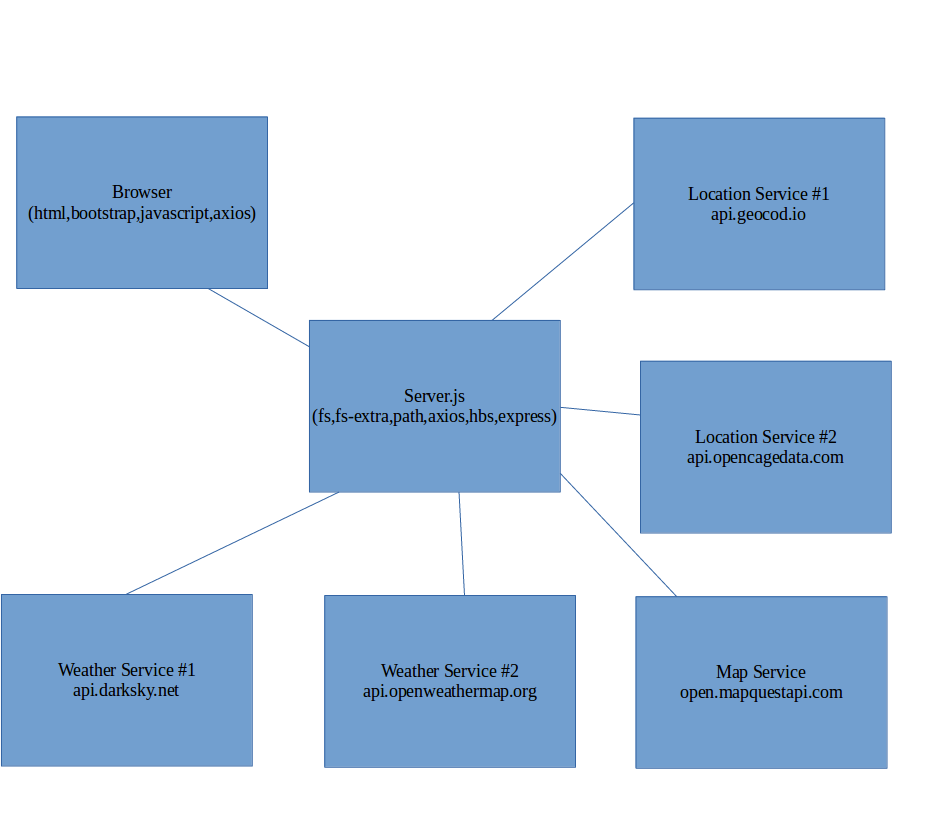 Browser
(html,bootstrap,javascript,axios)
Location Service #1
api.geocod.io
Server.js
(fs,fs-extra,path,axios,hbs,express)
Location Service #2
api.opencagedata.com
Weather Service #1
api.darksky.net
Weather Service #2
api.openweathermap.org
Map Service
open.mapquestapi.com